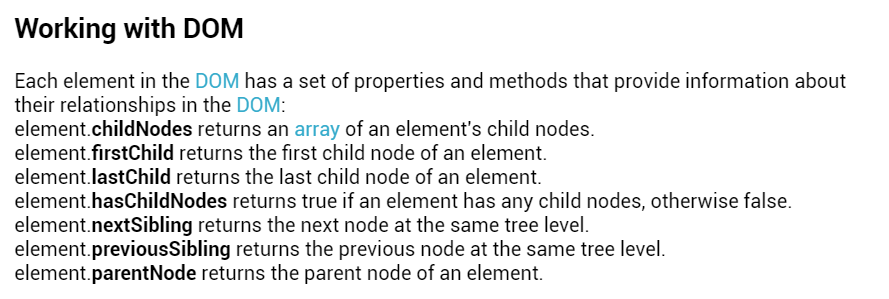 Working with DOM
Each element in the DOM has a set of properties and methods that provide information about
their relationships in the DOM:
element.childNodes returns an array of an element's child nodes.
element.firstChild returns the first child node of an element.
element.lastChild returns the last child node of an element.
element.hasChildNodes returns true if an element has any child nodes, otherwise false.
element.nextSibling returns the next node at the same tree level.
element.previousSibling returns the previous node at the same tree level.
element.parentNode returns the parent node of an element.